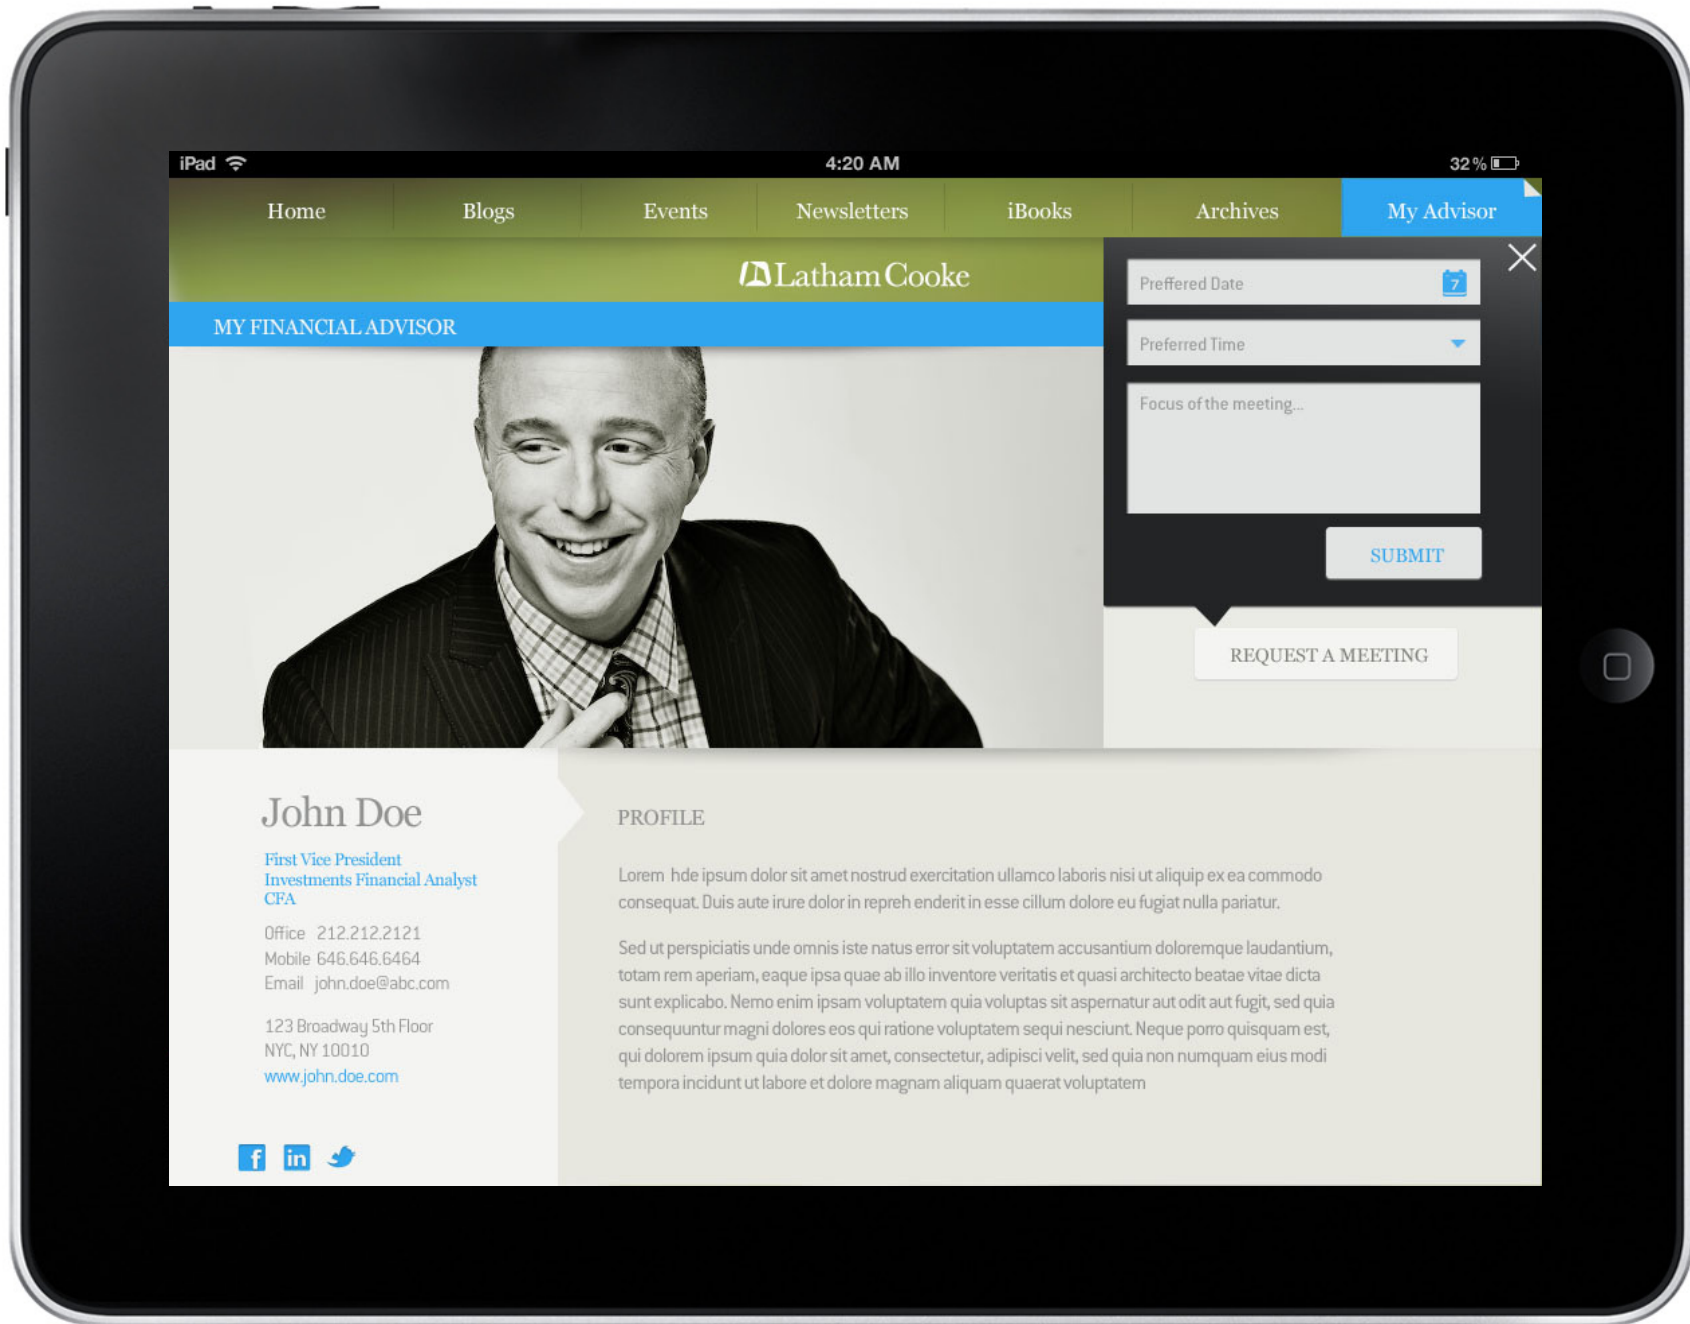 iPad
4:20 AM
32%
Home
Blogs
Events
Newsletters
iBooks
Archives
My Advisor
Latham Cooke
MY FINANCIAL ADVISOR
Preffered Date
7
Preferred Time
Focus of the meeting...
SUBMIT
REQUEST A MEETING
John Doe
First Vice President
Investments Financial Analyst
CFA
Office 212.212.2121
Mobile 646.646.6464
Email john.doe@abc.com
123 Broadway 5th Floor
NYC, NY 10010
www.john.doe.com
f
in
PROFILE
Lorem hde ipsum dolor sit amet nostrud exercitation ullamco laboris nisi ut aliquip ex ea commodo
consequat. Duis aute irure dolor in repreh enderit in esse cillum dolore eu fugiat nulla pariatur.
Sed ut perspiciatis unde omnis iste natus error sit voluptatem accusantium doloremque laudantium,
totam rem aperiam, eaque ipsa quae ab illo inventore veritatis et quasi architecto beatae vitae dicta
sunt explicabo. Nemo enim ipsam voluptatem quia voluptas sit aspernatur aut odit aut fugit, sed quia
consequuntur magni dolores eos qui ratione voluptatem sequi nesciunt. Neque porro quisquam est,
qui dolorem ipsum quia dolor sit amet, consectetur, adipisci velit, sed quia non numquam eius modi
tempora incidunt ut labore et dolore magnam aliquam quaerat voluptatem